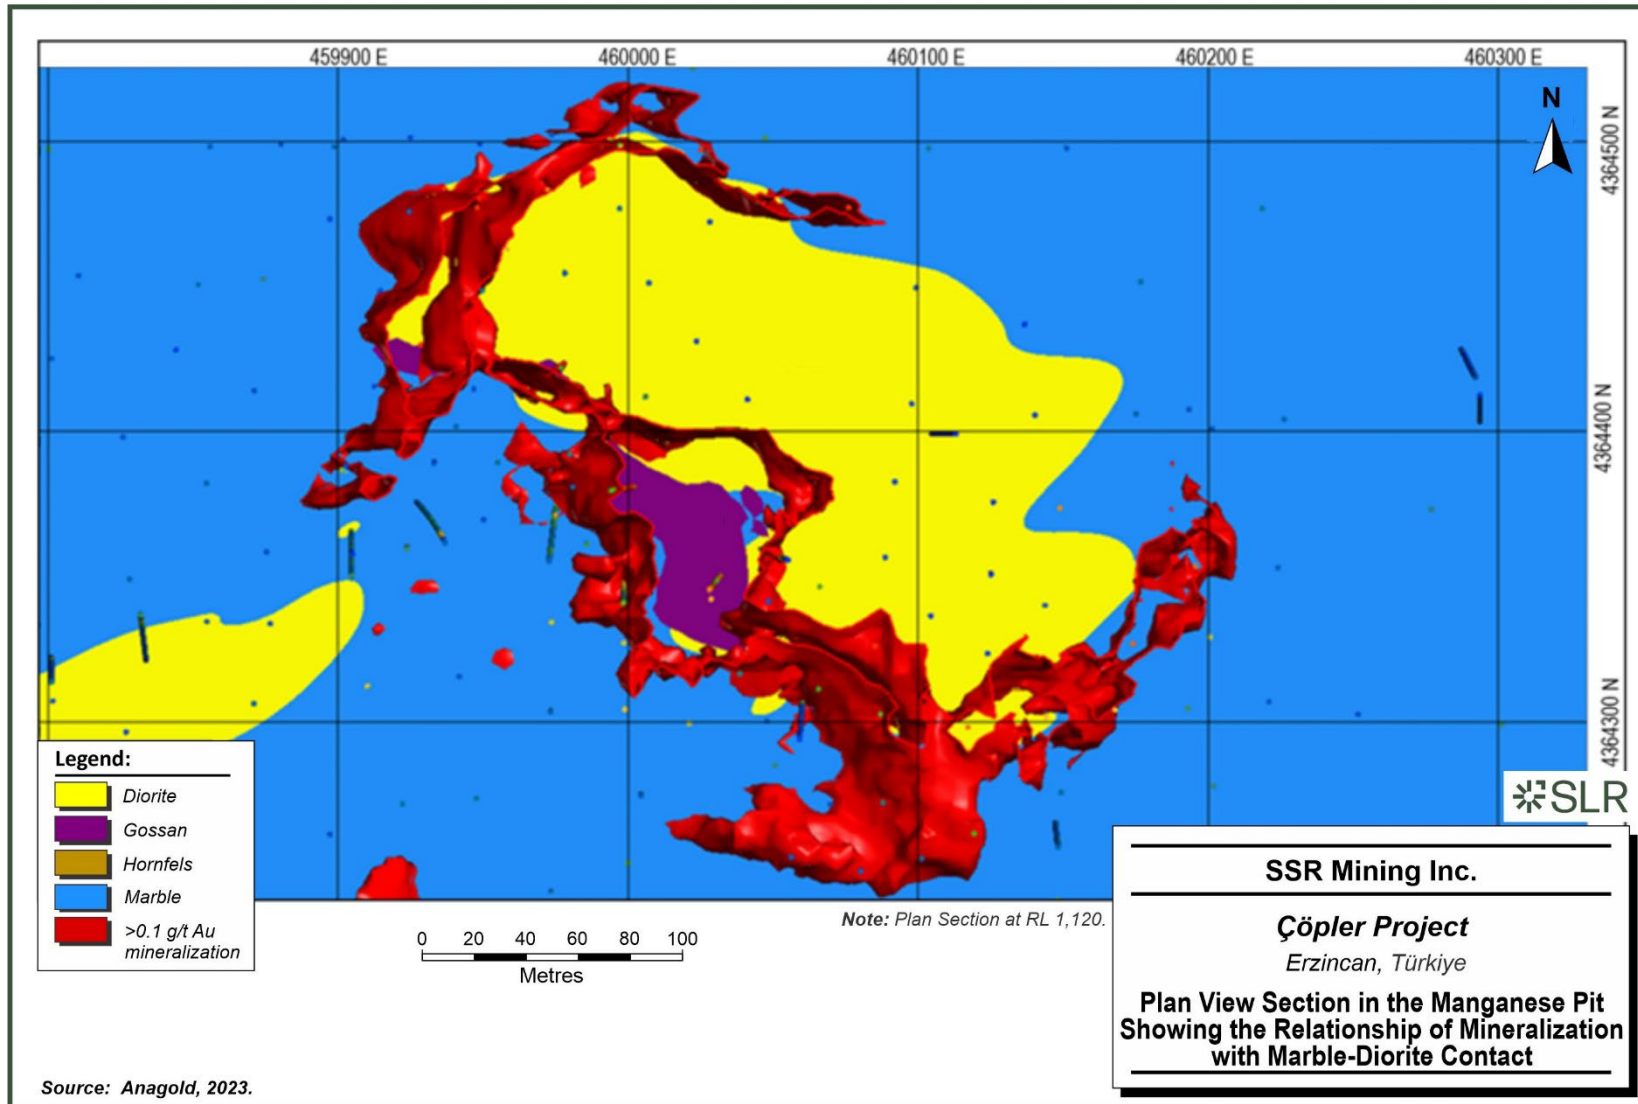 459900 E
460000 E
460100 E
460200 E
460300 E
N
4364500 N
4364400 N
4364300 N
Legend:
Diorite
Gossan
Hornfels
Marble
>0.1 g/t Au
mineralization
0 20 40 60 80 100
Metres
Note: Plan Section at RL 1,120.
SLR
SSR Mining Inc.
Çöpler Project
Erzincan, Türkiye
Plan View Section in the Manganese Pit
Showing the Relationship of Mineralization
with Marble-Diorite Contact
Source: Anagold, 2023.